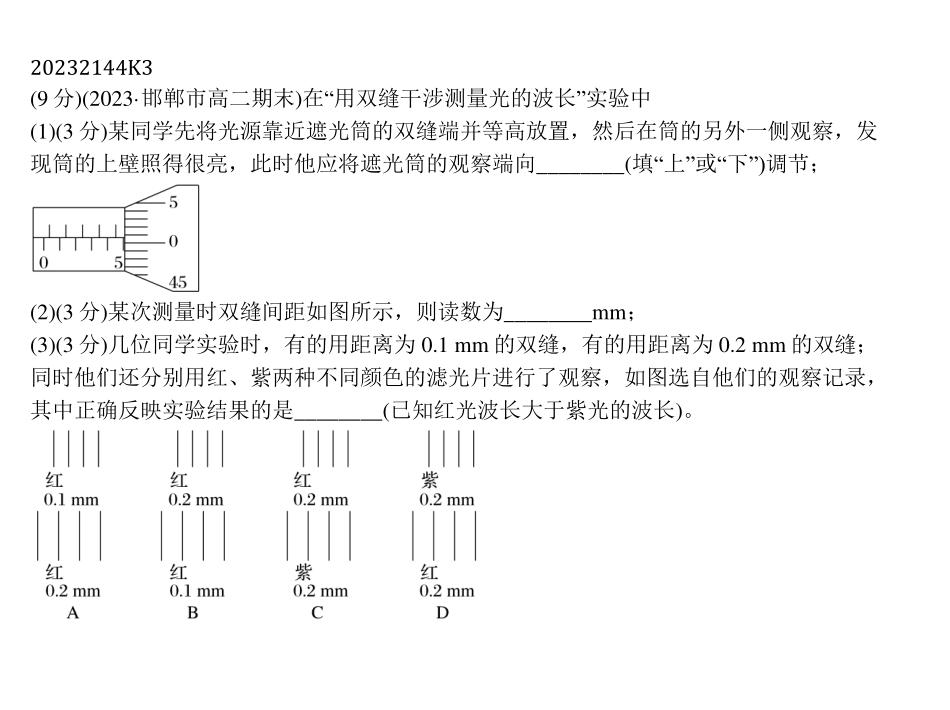 20232144K3
(9 分)(2023·邯郸市高二期末)在“用双缝干涉测量光的波长”实验中
(1)(3 分)某同学先将光源靠近遮光筒的双缝端并等高放置，然后在筒的另外一侧观察，发
现筒的上壁照得很亮，此时他应将遮光筒的观察端向________(填“上”或“下”)调节；
5
0
45
0 5
(2)(3 分)某次测量时双缝间距如图所示，则读数为________mm；
(3)(3 分)几位同学实验时，有的用距离为 0.1 mm 的双缝，有的用距离为 0.2 mm 的双缝；
同时他们还分别用红、紫两种不同颜色的滤光片进行了观察，如图选自他们的观察记录，
其中正确反映实验结果的是________(已知红光波长大于紫光的波长)。
红 红 红 紫
0.1 mm 0.2 mm 0.2 mm 0.2 mm
红 红 紫 红
0.2 mm 0.1 mm 0.2 mm 0.2 mm
A B C D